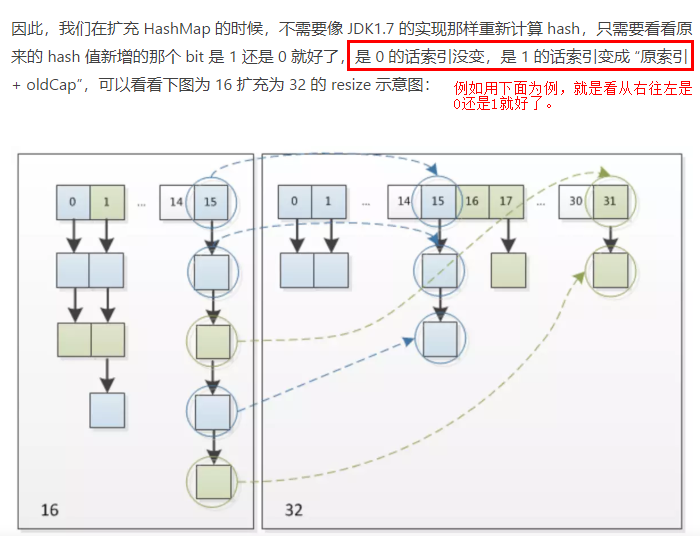 因此，我们在扩充 HashMap 的时候，不需要像 JDK1.7 的实现那样重新计算 hash，只需要看看原
来的 hash 值新增的那个 bit 是 1 还是 0 就好了，是 0 的话索引没变，是 1 的话索引变成 “原索引
+ oldCap”，可以看看下图为 16 扩充为 32 的 resize 示意图：
例如用下面为例，就是看从右往左是
0还是1就好了。
0 1 ... 14 15
0 1 ... 14 15 16 17 ... 30 31
16
32